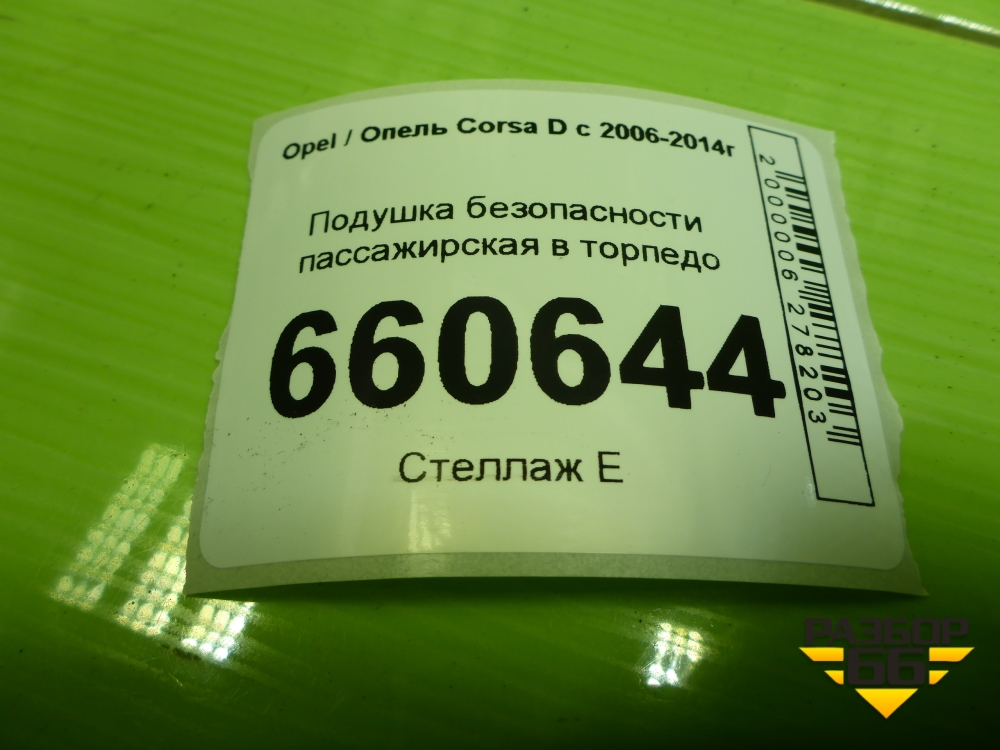 Opel / Опель Corsa D с 2006-2014г
Подушка безопасности
пассажирская в торпедо
660644
Стеллаж Е
2000006278203
РАЗБОР
66